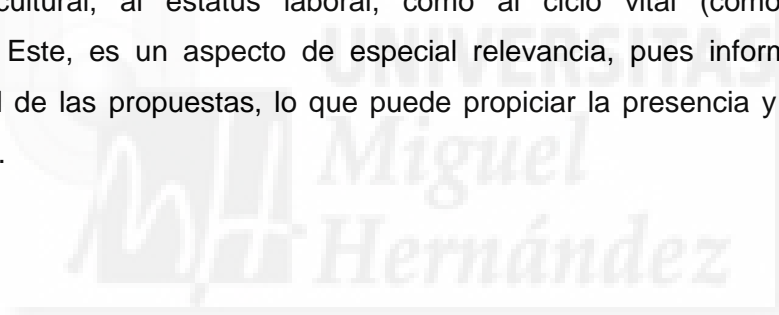 cultural, al estatus laboral, como al ciclo vital (como
Este, es un aspecto de especial relevancia, pues inform
de las propuestas, lo que puede propiciar la presencia y
UNIVERSITAS
Miguel
Hernández